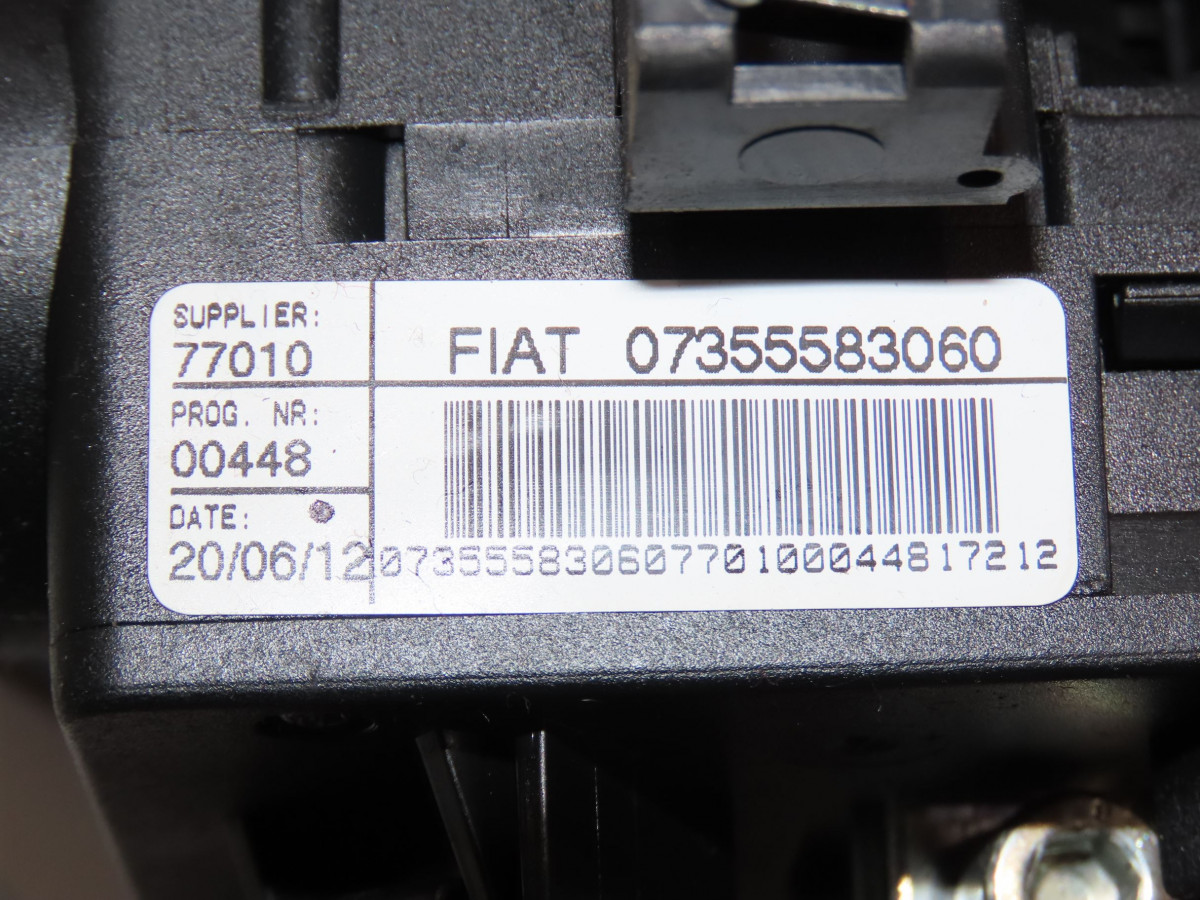 SUPPLIER:
77010
FIAT 07355583060
PROG. NR:
00448
DATE:
20/06/12
07355583060770100044817212